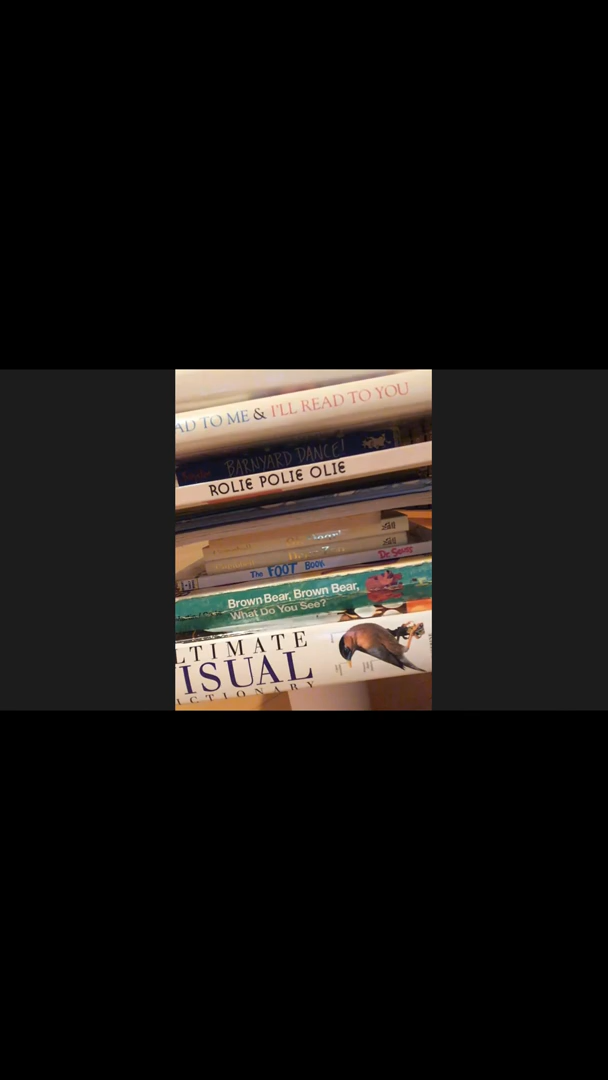 AD TO ME & I'LL READ TO YOU
BARNYARD DANCE!
ROLIE POLIE OLIE
The FOOT BOOK Dr. Seuss
Brown Bear, Brown Bear,
What Do You See?
LTIMATE
ISUAL
ICTIONARY